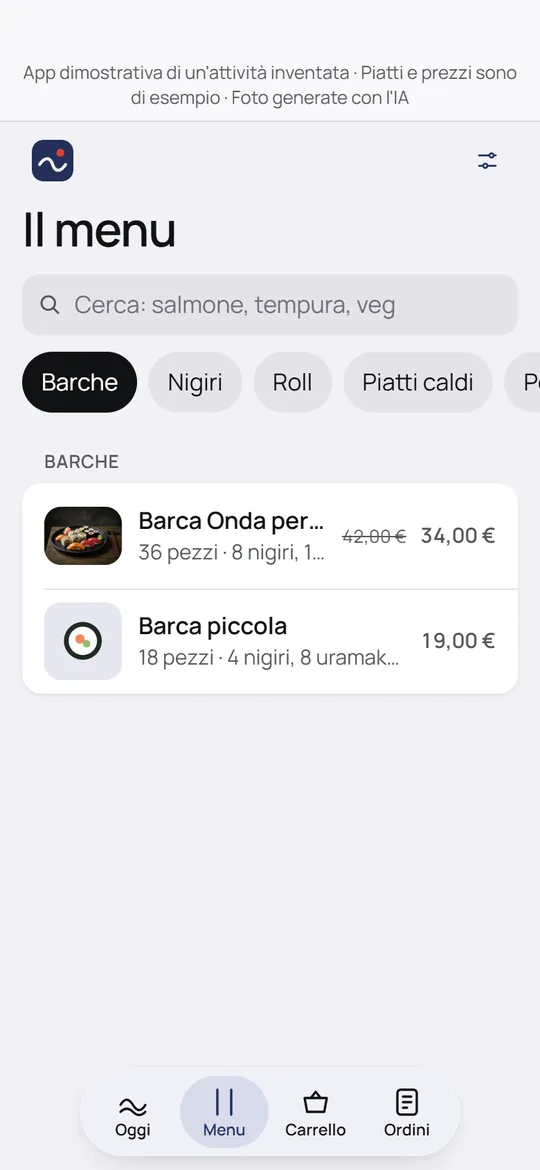 App dimostrativa di un'attività inventata · Piatti e prezzi sono
di esempio · Foto generate con l'IA
Il menu
Cerca: salmone, tempura, veg
Barche
Nigiri
Roll
Piatti caldi
BARCHE
Barca Onda per...
36 pezzi · 8 nigiri, 1...
42,00 €
34,00 €
Barca piccola
18 pezzi · 4 nigiri, 8 uramak...
19,00 €
Oggi
Menu
Carrello
Ordini